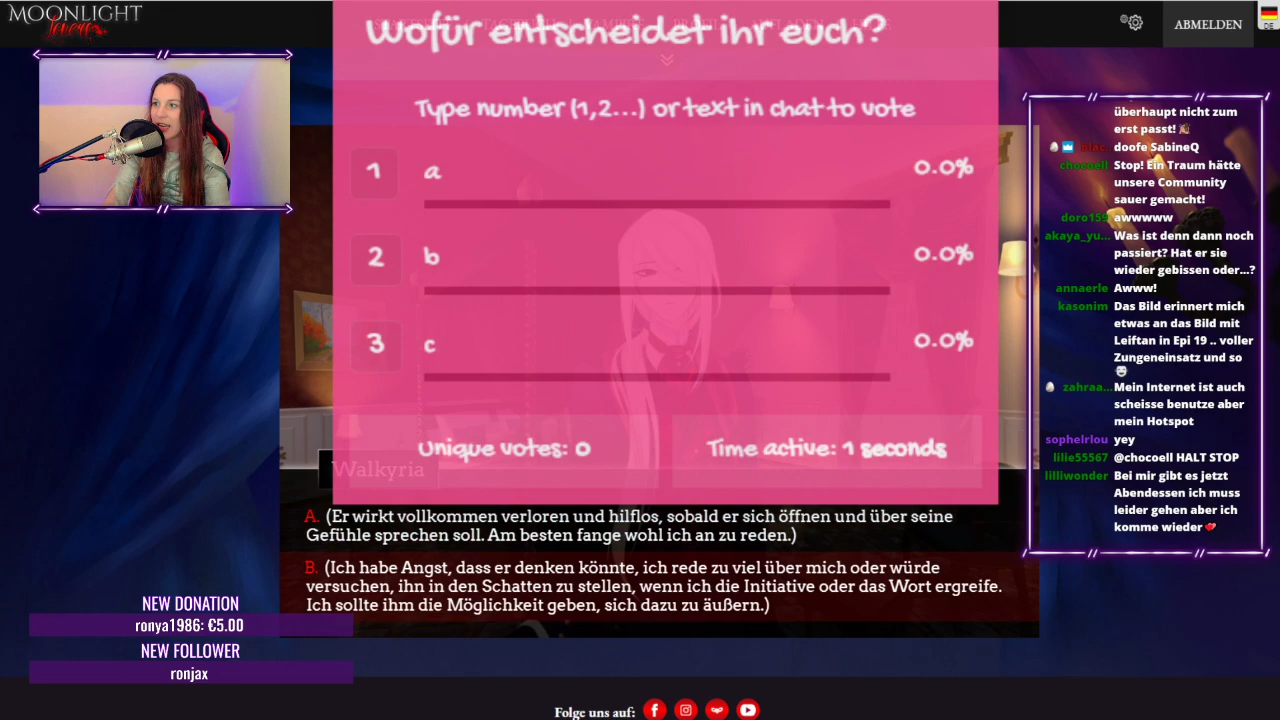 MOONLIGHT
Lovers
ABMELDEN
DE
Wofür entscheidet ihr euch?
Type number (1,2...) or text in chat to vote
1 a 0.0%
2 b 0.0%
3 c 0.0%
Unique votes: 0 Time active: 1 seconds
Walkyria
A. (Er wirkt vollkommen verloren und hilflos, sobald er sich öffnen und über seine
Gefühle sprechen soll. Am besten fange wohl ich an zu reden.)
B. (Ich habe Angst, dass er denken könnte, ich rede zu viel über mich oder würde
versuchen, ihn in den Schatten zu stellen, wenn ich die Initiative oder das Wort ergreife.
Ich sollte ihm die Möglichkeit geben, sich dazu zu äußern.)
überhaupt nicht zum
erst passt!
blac... doofe SabineQ
chocoell Stop! Ein Traum hätte
unsere Community
sauer gemacht!
doro159 awwwww
akaya_yu... Was ist denn dann noch
passiert? Hat er sie
wieder gebissen oder...?
annaerle Awww!
kasonim Das Bild erinnert mich
etwas an das Bild mit
Leiftan in Epi 19 .. voller
Zungeneinsatz und so
zahraa... Mein Internet ist auch
scheisse benutze aber
mein Hotspot
sophelrlou yey
lilie55567 @chocoell HALT STOP
lilliwonder Bei mir gibt es jetzt
Abendessen ich muss
leider gehen aber ich
komme wieder
NEW DONATION
ronya1986: €5.00
NEW FOLLOWER
ronjax
Folge uns auf: